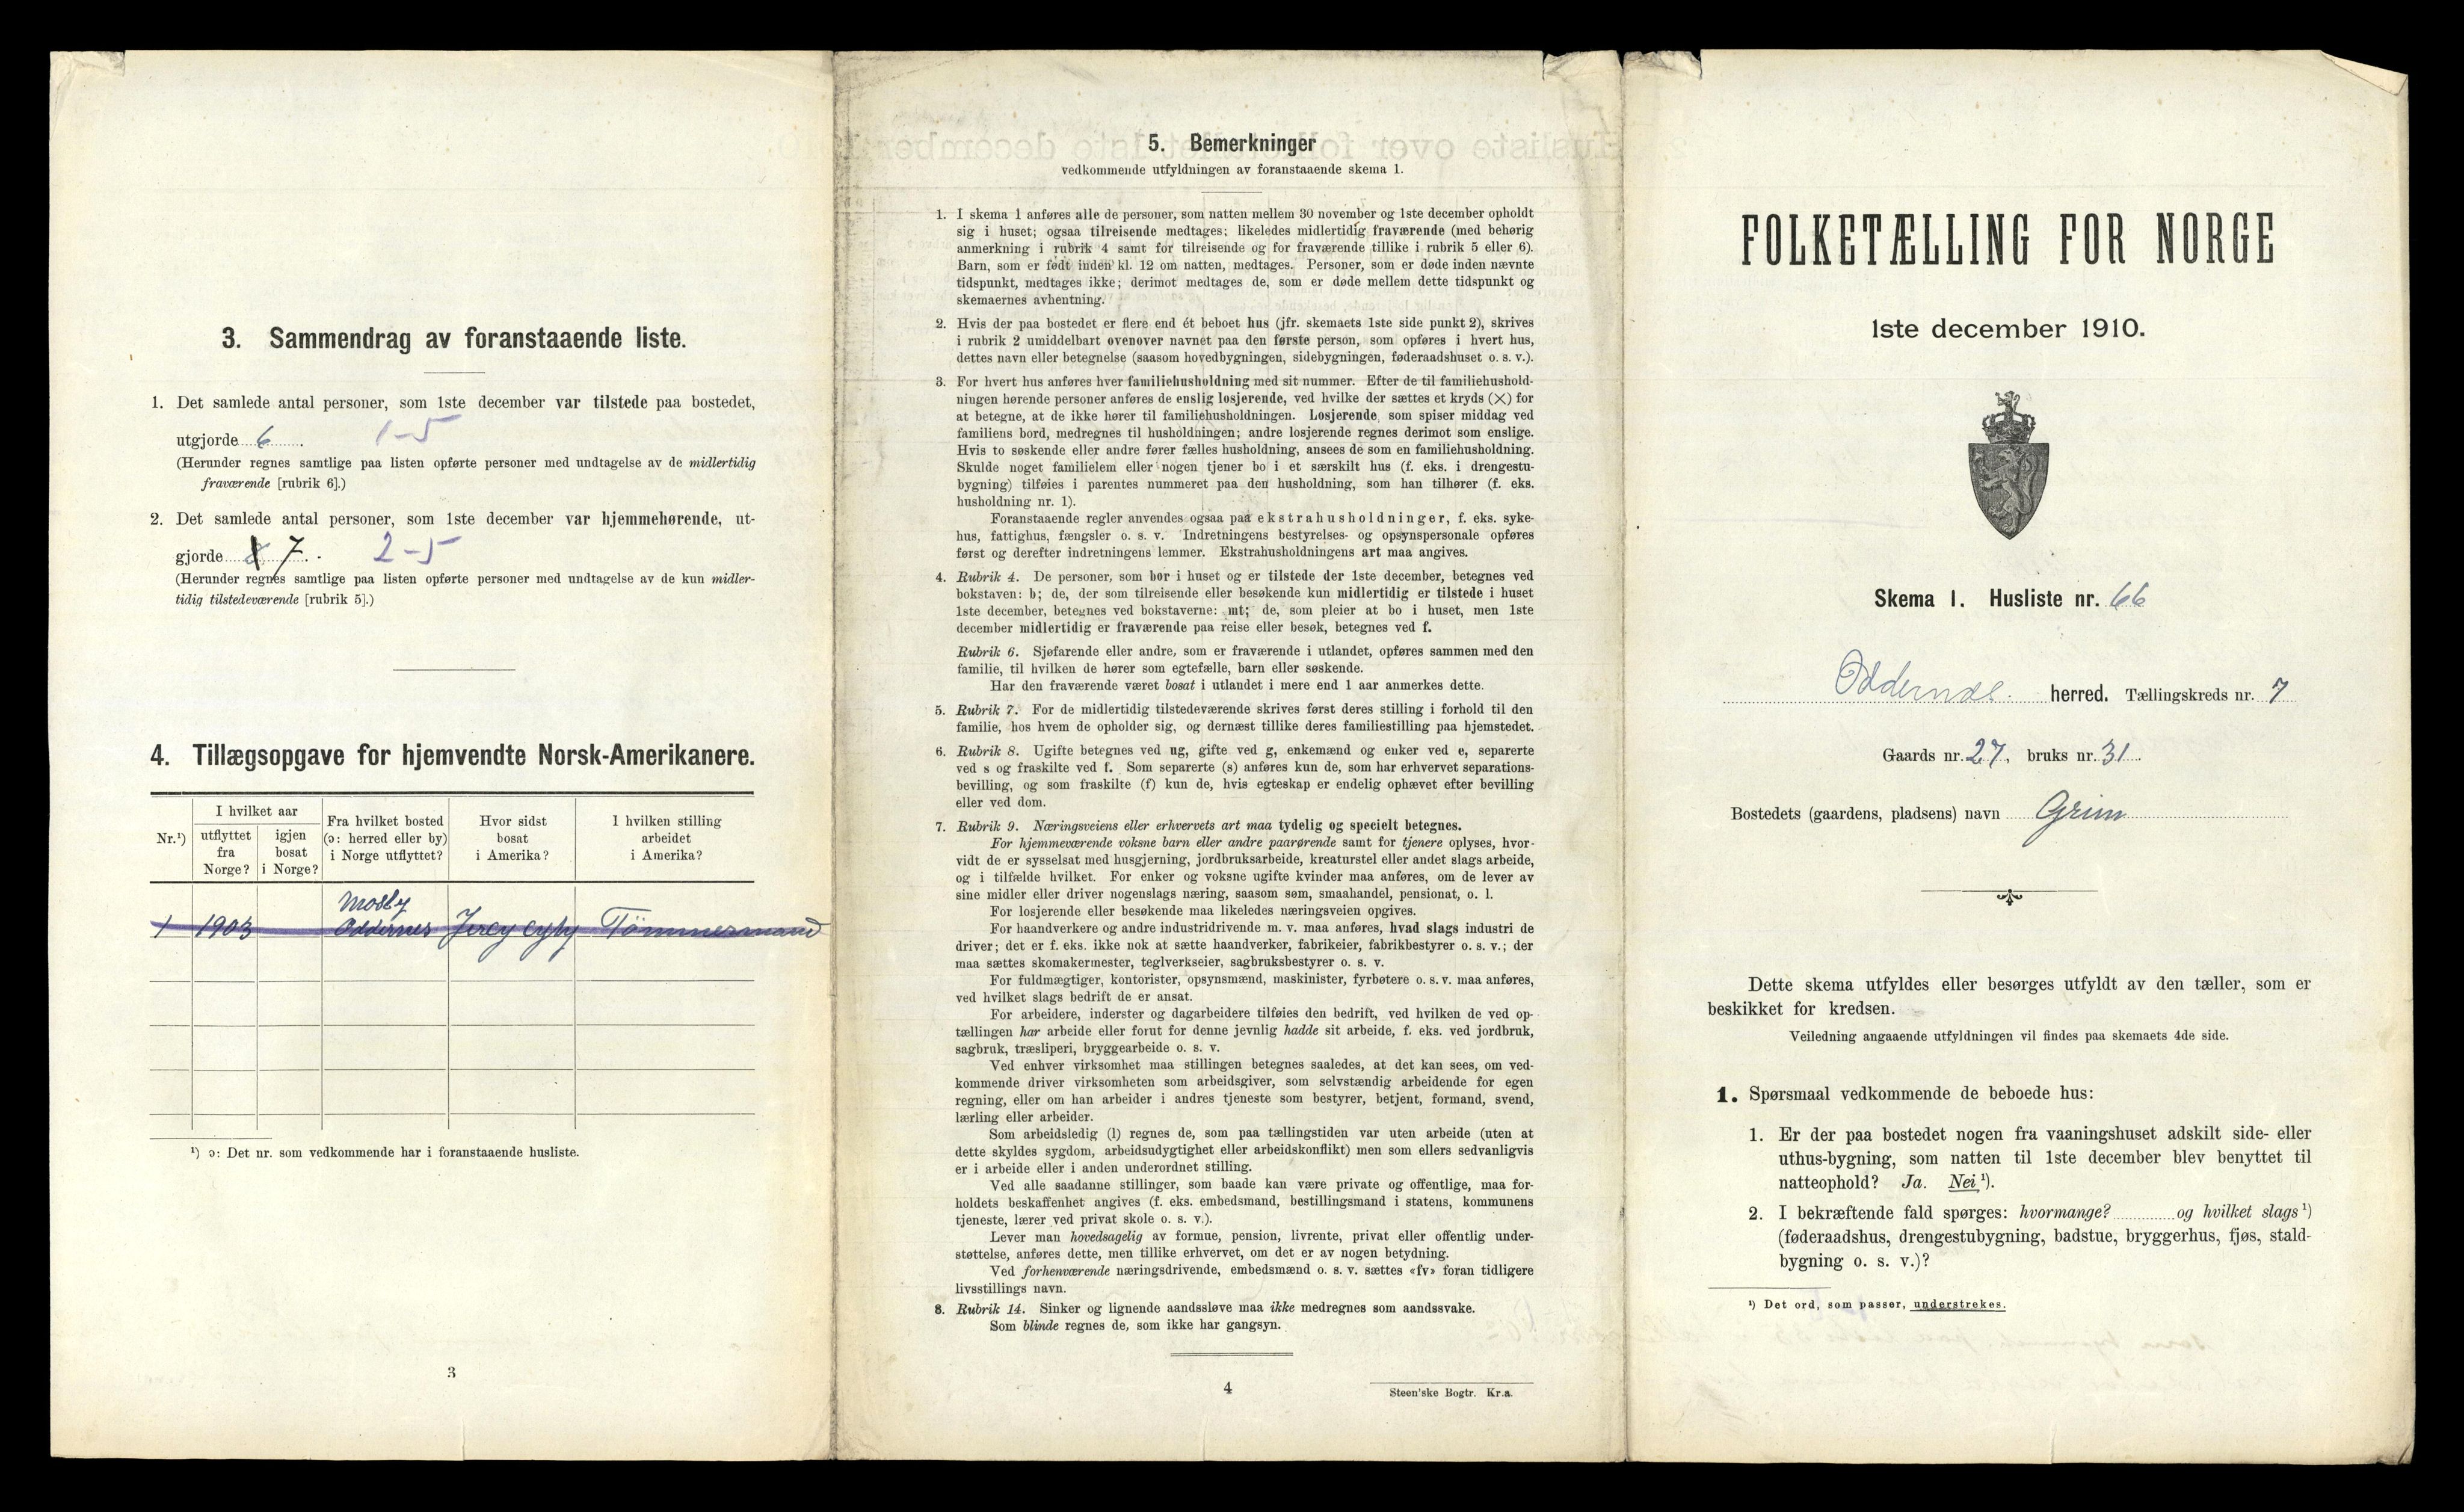 3. Sammendrag av foranstaaende liste.
1. Det samlede antal personer, som 1ste december var tilstede paa bostedet,
utgjorde 6 . 1-5
(Herunder regnes samtlige paa listen opførte personer med undtagelse av de midlertidig
fraværende [rubrik 6].)
2. Det samlede antal personer, som 1ste december var hjemmehørende, ut-
gjorde 7. 2-5
(Herunder regnes samtlige paa listen opførte personer med undtagelse av de kun midler-
tidig tilstedeværende [rubrik 5].)
4. Tillægsopgave for hjemvendte Norsk-Amerikanere.
Nr.¹)
I hvilket aar
utflyttet
fra
Norge?
igjen
bosat
i Norge?
Fra hvilket bosted
(ɔ: herred eller by)
i Norge utflyttet?
Hvor sidst
bosat
i Amerika?
I hvilken stilling
arbeidet
i Amerika?
Mosby
1 1903 Oddernes Jercy Cyty Tömmermand
¹) ɔ: Det nr. som vedkommende har i foranstaaende husliste.
3
5. Bemerkninger
vedkommende utfyldningen av foranstaaende skema 1.
1. I skema 1 anføres alle de personer, som natten mellem 30 november og 1ste december opholdt
sig i huset; ogsaa tilreisende medtages; likeledes midlertidig fraværende (med behørig
anmerkning i rubrik 4 samt for tilreisende og for fraværende tillike i rubrik 5 eller 6).
Barn, som er født inden kl. 12 om natten, medtages. Personer, som er døde inden nævnte
tidspunkt, medtages ikke; derimot medtages de, som er døde mellem dette tidspunkt og
skemaernes avhentning.
2. Hvis der paa bostedet er flere end ét beboet hus (jfr. skemaets 1ste side punkt 2), skrives
i rubrik 2 umiddelbart ovenover navnet paa den første person, som opføres i hvert hus,
dettes navn eller betegnelse (saasom hovedbygningen, sidebygningen, føderaadshuset o. s. v.).
3. For hvert hus anføres hver familiehusholdning med sit nummer. Efter de til familiehushold-
ningen hørende personer anføres de enslig losjerende, ved hvilke der sættes et kryds (×) for
at betegne, at de ikke hører til familiehusholdningen. Losjerende, som spiser middag ved
familiens bord, medregnes til husholdningen; andre losjerende regnes derimot som enslige.
Hvis to søskende eller andre fører fælles husholdning, ansees de som en familiehusholdning.
Skulde noget familielem eller nogen tjener bo i et særskilt hus (f. eks. i drengestu-
bygning) tilføies i parentes nummeret paa den husholdning, som han tilhører (f. eks.
husholdning nr. 1).
Foranstaaende regler anvendes ogsaa paa ekstrahusholdninger, f. eks. syke-
hus, fattighus, fængsler o. s. v. Indretningens bestyrelses- og opsynspersonale opføres
først og derefter indretningens lemmer. Ekstrahusholdningens art maa angives.
4. Rubrik 4. De personer, som bor i huset og er tilstede der 1ste december, betegnes ved
bokstaven: b; de, der som tilreisende eller besøkende kun midlertidig er tilstede i huset
1ste december, betegnes ved bokstaverne: mt; de, som pleier at bo i huset, men 1ste
december midlertidig er fraværende paa reise eller besøk, betegnes ved f.
Rubrik 6. Sjøfarende eller andre, som er fraværende i utlandet, opføres sammen med den
familie, til hvilken de hører som egtefælle, barn eller søskende.
Har den fraværende været bosat i utlandet i mere end 1 aar anmerkes dette.
5. Rubrik 7. For de midlertidig tilstedeværende skrives først deres stilling i forhold til den
familie, hos hvem de opholder sig, og dernæst tillike deres familiestilling paa hjemstedet.
6. Rubrik 8. Ugifte betegnes ved ug, gifte ved g, enkemænd og enker ved e, separerte
ved s og fraskilte ved f. Som separerte (s) anføres kun de, som har erhvervet separations-
bevilling, og som fraskilte (f) kun de, hvis egteskap er endelig ophævet efter bevilling
eller ved dom.
7. Rubrik 9. Næringsveiens eller erhvervets art maa tydelig og specielt betegnes.
For hjemmeværende voksne barn eller andre paarørende samt for tjenere oplyses, hvor-
vidt de er sysselsat med husgjerning, jordbruksarbeide, kreaturstel eller andet slags arbeide,
og i tilfælde hvilket. For enker og voksne ugifte kvinder maa anføres, om de lever av
sine midler eller driver nogenslags næring, saasom søm, smaahandel, pensionat, o. l.
For losjerende eller besøkende maa likeledes næringsveien opgives.
For haandverkere og andre industridrivende m. v. maa anføres, hvad slags industri de
driver; det er f. eks. ikke nok at sætte haandverker, fabrikeier, fabrikbestyrer o. s. v.; der
maa sættes skomakermester, teglverkseier, sagbruksbestyrer o. s. v.
For fuldmægtiger, kontorister, opsynsmænd, maskinister, fyrbøtere o. s. v. maa anføres,
ved hvilket slags bedrift de er ansat.
For arbeidere, inderster og dagarbeidere tilføies den bedrift, ved hvilken de ved op-
tællingen har arbeide eller forut for denne jevnlig hadde sit arbeide, f. eks. ved jordbruk,
sagbruk, træsliperi, bryggearbeide o. s. v.
Ved enhver virksomhet maa stillingen betegnes saaledes, at det kan sees, om ved-
kommende driver virksomheten som arbeidsgiver, som selvstændig arbeidende for egen
regning, eller om han arbeider i andres tjeneste som bestyrer, betjent, formand, svend,
lærling eller arbeider.
Som arbeidsledig (l) regnes de, som paa tællingstiden var uten arbeide (uten at
dette skyldes sygdom, arbeidsudygtighet eller arbeidskonflikt) men som ellers sedvanligvis
er i arbeide eller i anden underordnet stilling.
Ved alle saadanne stillinger, som baade kan være private og offentlige, maa for-
holdets beskaffenhet angives (f. eks. embedsmand, bestillingsmand i statens, kommunens
tjeneste, lærer ved privat skole o. s. v.).
Lever man hovedsagelig av formue, pension, livrente, privat eller offentlig under-
støttelse, anføres dette, men tillike erhvervet, om det er av nogen betydning.
Ved forhenværende næringsdrivende, embedsmænd o. s. v. sættes «fv» foran tidligere
livsstillings navn.
8. Rubrik 14. Sinker og lignende aandssløve maa ikke medregnes som aandssvake.
Som blinde regnes de, som ikke har gangsyn.
4
Steen'ske Bogtr. Kr.a.
FOLKETÆLLING FOR NORGE
1ste december 1910.
Skema 1. Husliste nr. 66
Oddernes herred. Tællingskreds nr. 7
Gaards nr. 27, bruks nr. 31.
Bostedets (gaardens, pladsens) navn Grim
Dette skema utfyldes eller besørges utfyldt av den tæller, som er
beskikket for kredsen.
Veiledning angaaende utfyldningen vil findes paa skemaets 4de side.
1. Spørsmaal vedkommende de beboede hus:
1. Er der paa bostedet nogen fra vaaningshuset adskilt side- eller
uthus-bygning, som natten til 1ste december blev benyttet til
natteophold? Ja. Nei¹).
2. I bekræftende fald spørges: hvormange? og hvilket slags¹)
(føderaadshus, drengestubygning, badstue, bryggerhus, fjøs, stald-
bygning o. s. v.)?
¹) Det ord, som passer, understrekes.